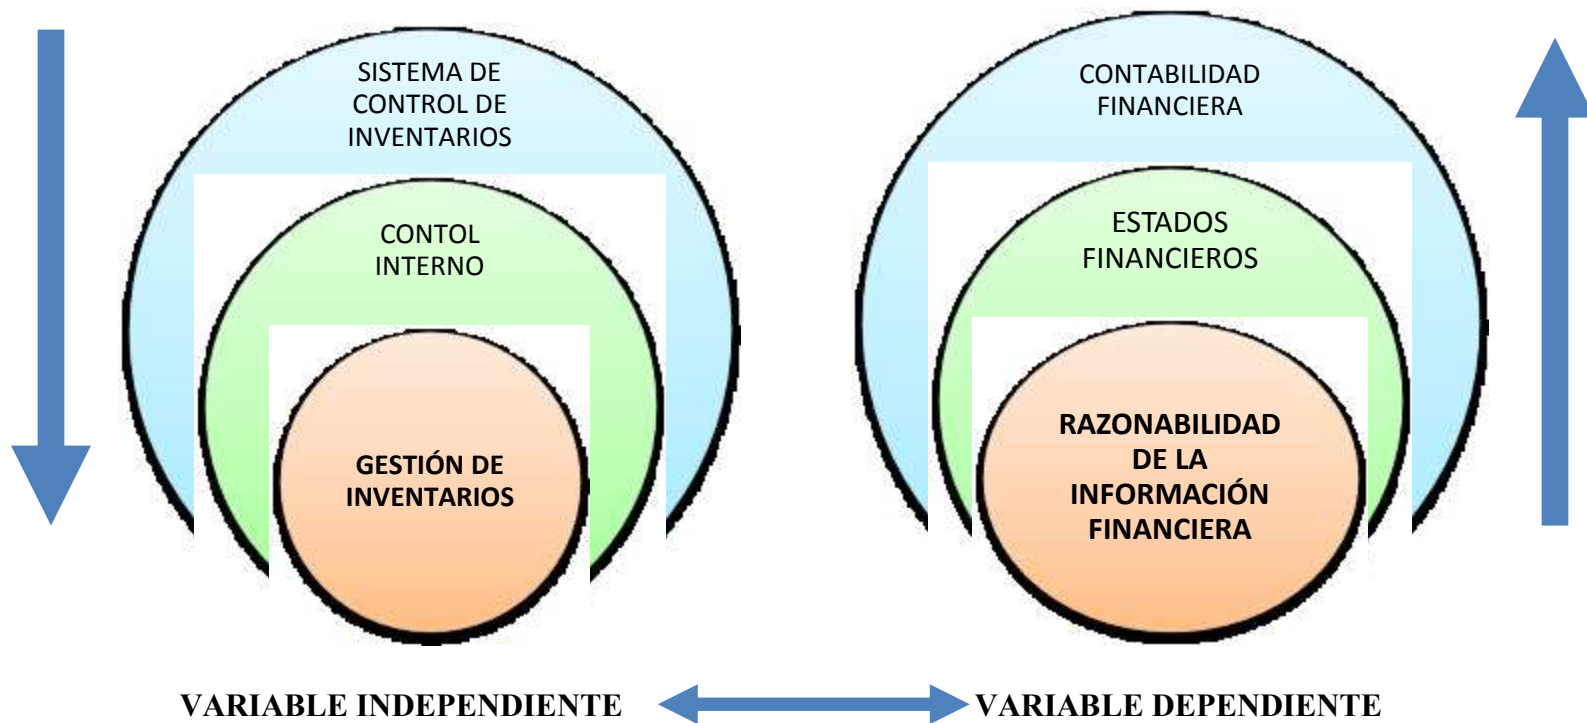 SISTEMA DE
CONTROL DE
INVENTARIOS
CONTOL
INTERNO
GESTIÓN DE
INVENTARIOS
CONTABILIDAD
FINANCIERA
ESTADOS
FINANCIEROS
RAZONABILIDAD
DE LA
INFORMACIÓN
FINANCIERA
VARIABLE INDEPENDIENTE
VARIABLE DEPENDIENTE